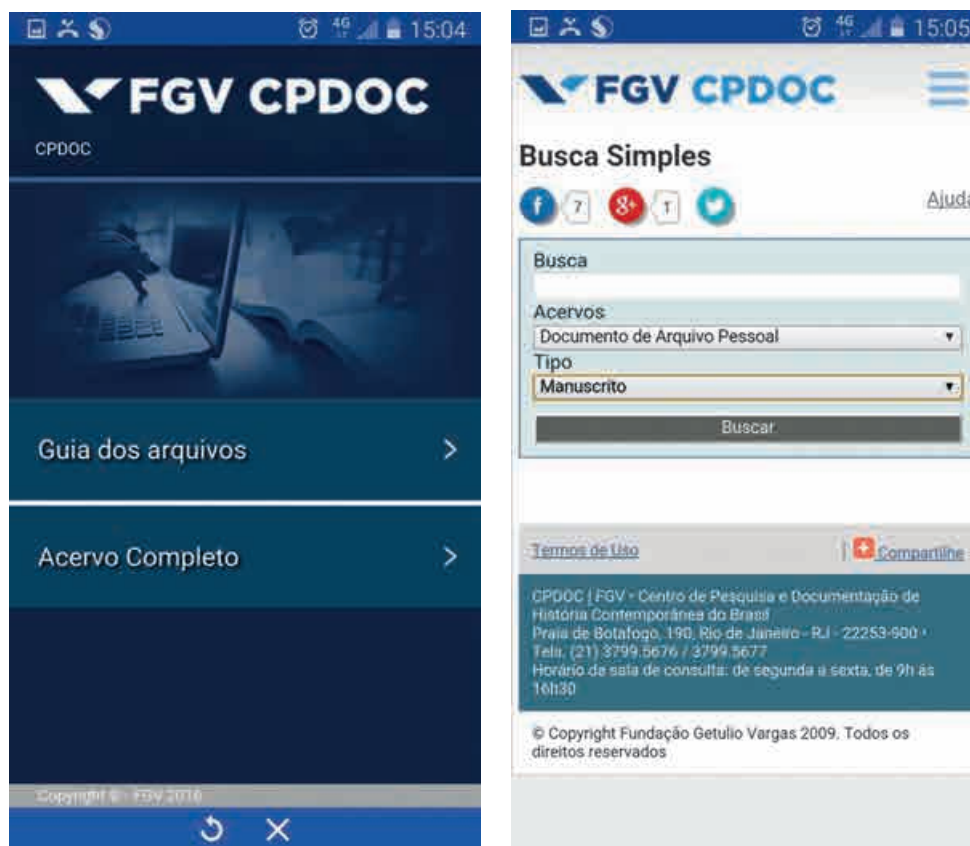 4G 15:04
FGV CPDOC
CPDOC
Guia dos arquivos
Acervo Completo
Copyright © - FGV 2016
4G 15:05
FGV CPDOC
Busca Simples
f 7 8+ 1 Ajuda
Busca
Acervos
Documento de Arquivo Pessoal
Tipo
Manuscrito
Buscar
Termos de Uso | Compartilhe
CPDOC | FGV • Centro de Pesquisa e Documentação de
História Contemporânea do Brasil
Praia de Botafogo, 190, Rio de Janeiro - RJ - 22253-900 •
Tels. (21) 3799.5676 / 3799.5677
Horário da sala de consulta: de segunda a sexta, de 9h às
16h30
© Copyright Fundação Getulio Vargas 2009. Todos os
direitos reservados